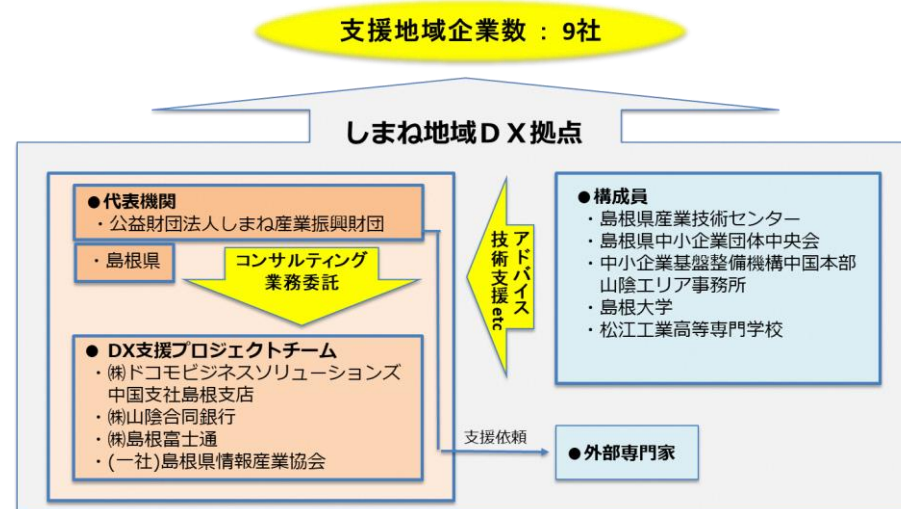 支援地域企業数 : 9社
しまね地域DX拠点
●代表機関
・公益財団法人しまね産業振興財団
・島根県
コンサルティング
業務委託
● DX支援プロジェクトチーム
・㈱ドコモビジネスソリューションズ
中国支社島根支店
・㈱山陰合同銀行
・㈱島根富士通
・(一社)島根県情報産業協会
アドバイス
技術支援etc
●構成員
・島根県産業技術センター
・島根県中小企業団体中央会
・中小企業基盤整備機構中国本部
山陰エリア事務所
・島根大学
・松江工業高等専門学校
支援依頼
●外部専門家